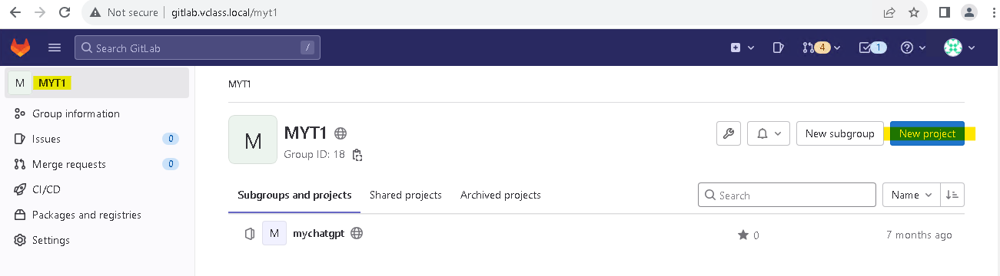 Not secure gitlab.vclass.local/myt1
Search GitLab / 4 1
M MYT1
Group information
Issues 0
Merge requests 0
CI/CD
Packages and registries
Settings
MYT1
M MYT1
Group ID: 18
New subgroup New project
Subgroups and projects Shared projects Archived projects Search Name
M mychatgpt 0 7 months ago